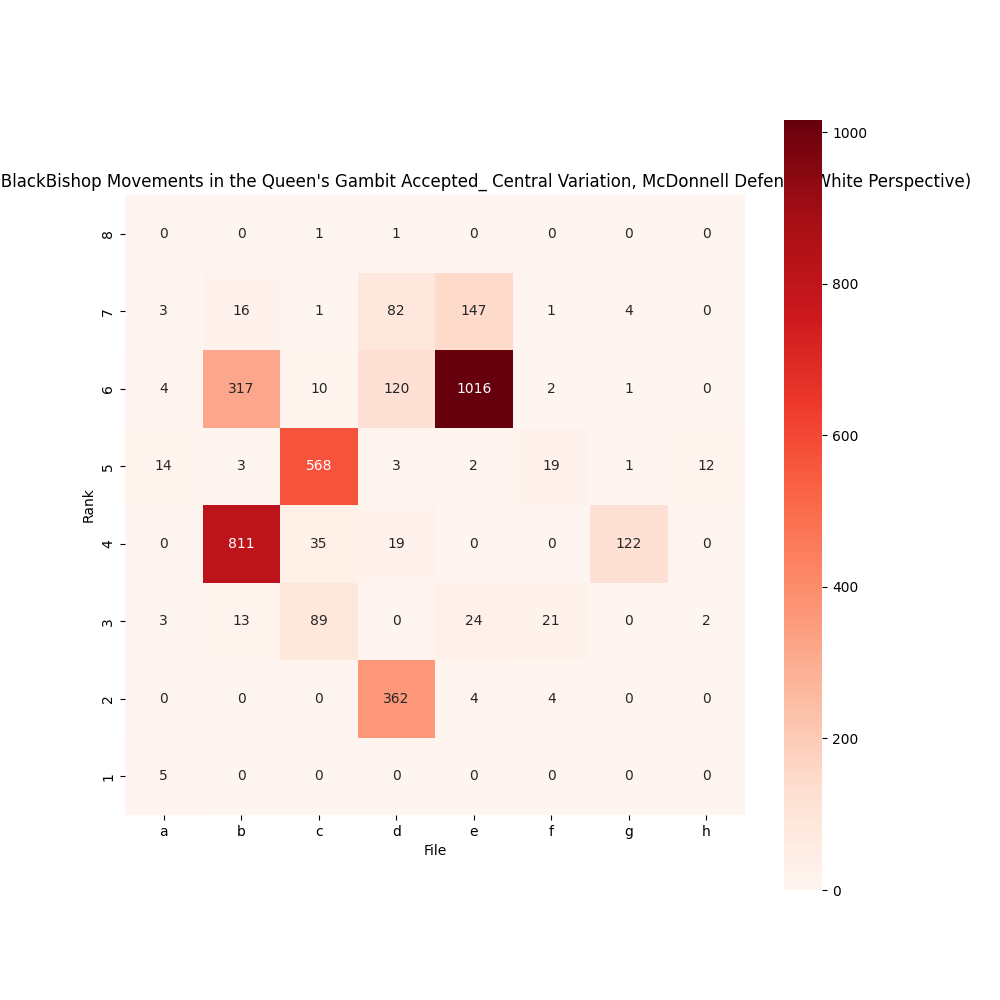 BlackBishop Movements in the Queen's Gambit Accepted_ Central Variation, McDonnell Defen White Perspective)
1000
8 0 0 1 1 0 0 0 0
7 3 16 1 82 147 1 4 0
800
6 4 317 10 120 1016 2 1 0
600
5 14 3 568 3 2 19 1 12
Rank
4 0 811 35 19 0 0 122 0
400
3 3 13 89 0 24 21 0 2
2 0 0 0 362 4 4 0 0
200
1 5 0 0 0 0 0 0 0
a b c d e f g h
File
0